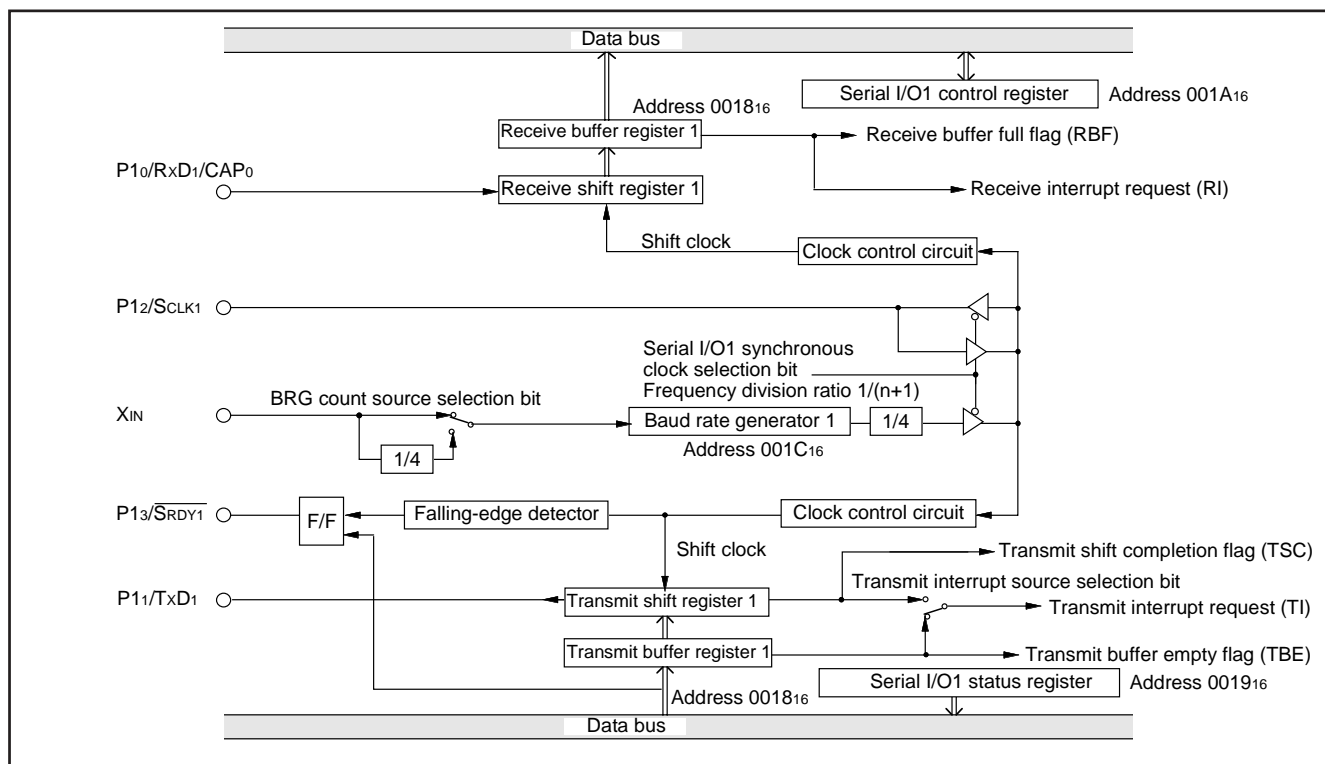 Data bus
Serial I/O1 control register
Address 001A16
Address 001816
Receive buffer register 1
Receive buffer full flag (RBF)
P10/RXD1/CAP0
Receive shift register 1
Receive interrupt request (RI)
Shift clock
Clock control circuit
P12/SCLK1
Serial I/O1 synchronous
clock selection bit
Frequency division ratio 1/(n+1)
XIN
BRG count source selection bit
Baud rate generator 1
1/4
Address 001C16
1/4
P13/SRDY1
F/F
Falling-edge detector
Clock control circuit
Shift clock
Transmit shift completion flag (TSC)
Transmit interrupt source selection bit
P11/TXD1
Transmit shift register 1
Transmit interrupt request (TI)
Transmit buffer register 1
Transmit buffer empty flag (TBE)
Address 001816
Serial I/O1 status register
Address 001916
Data bus